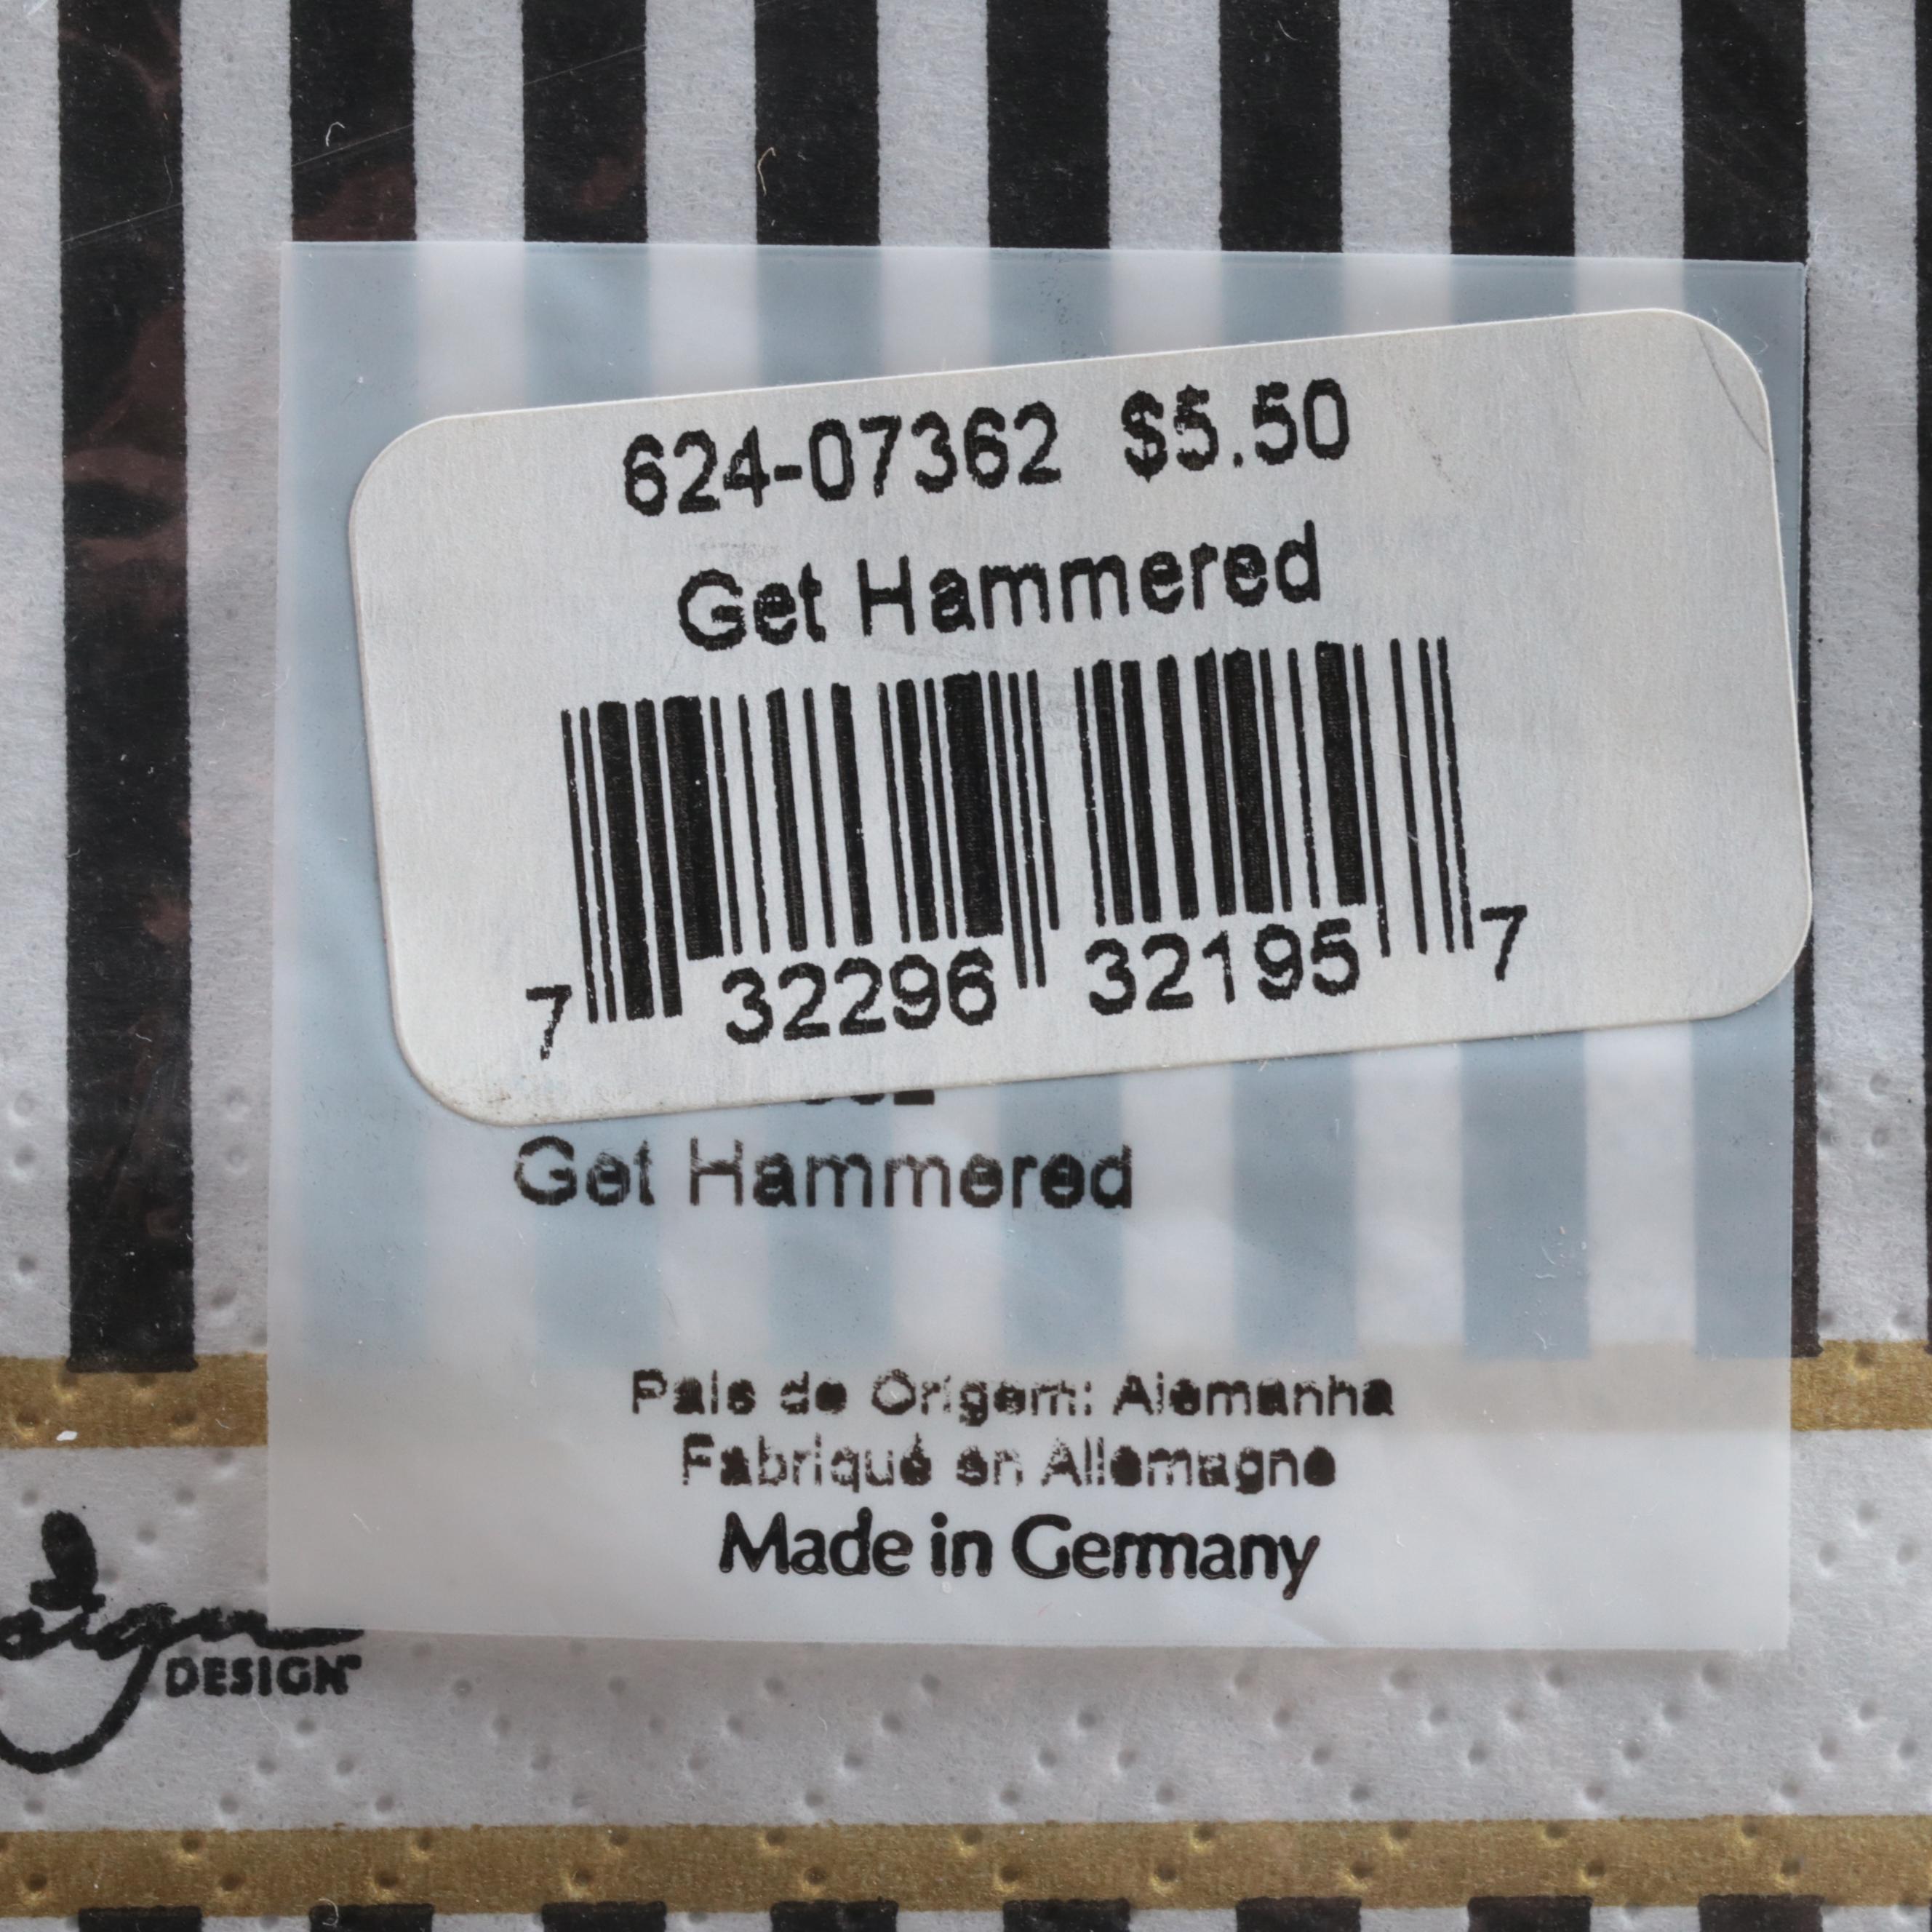 624-07362 $5.50
Get Hammered
7 32296 32195 7
Get Hammered
País de Origem: Alemanha
Fabriqué en Allemagne
Made in Germany
DESIGN